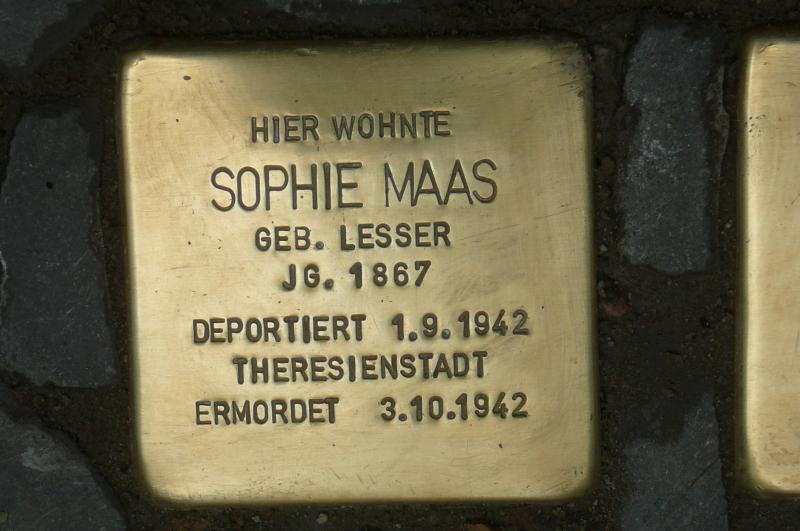 HIER WOHNTE
SOPHIE MAAS
GEB. LESSER
JG. 1867
DEPORTIERT 1.9.1942
THERESIENSTADT
ERMORDET 3.10.1942